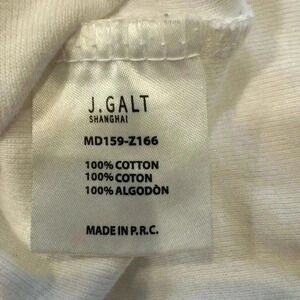 J.GALT
SHANGHAI
MD159-Z166
100% COTTON
100% COTON
100% ALGODÒN
MADE IN P.R.C.